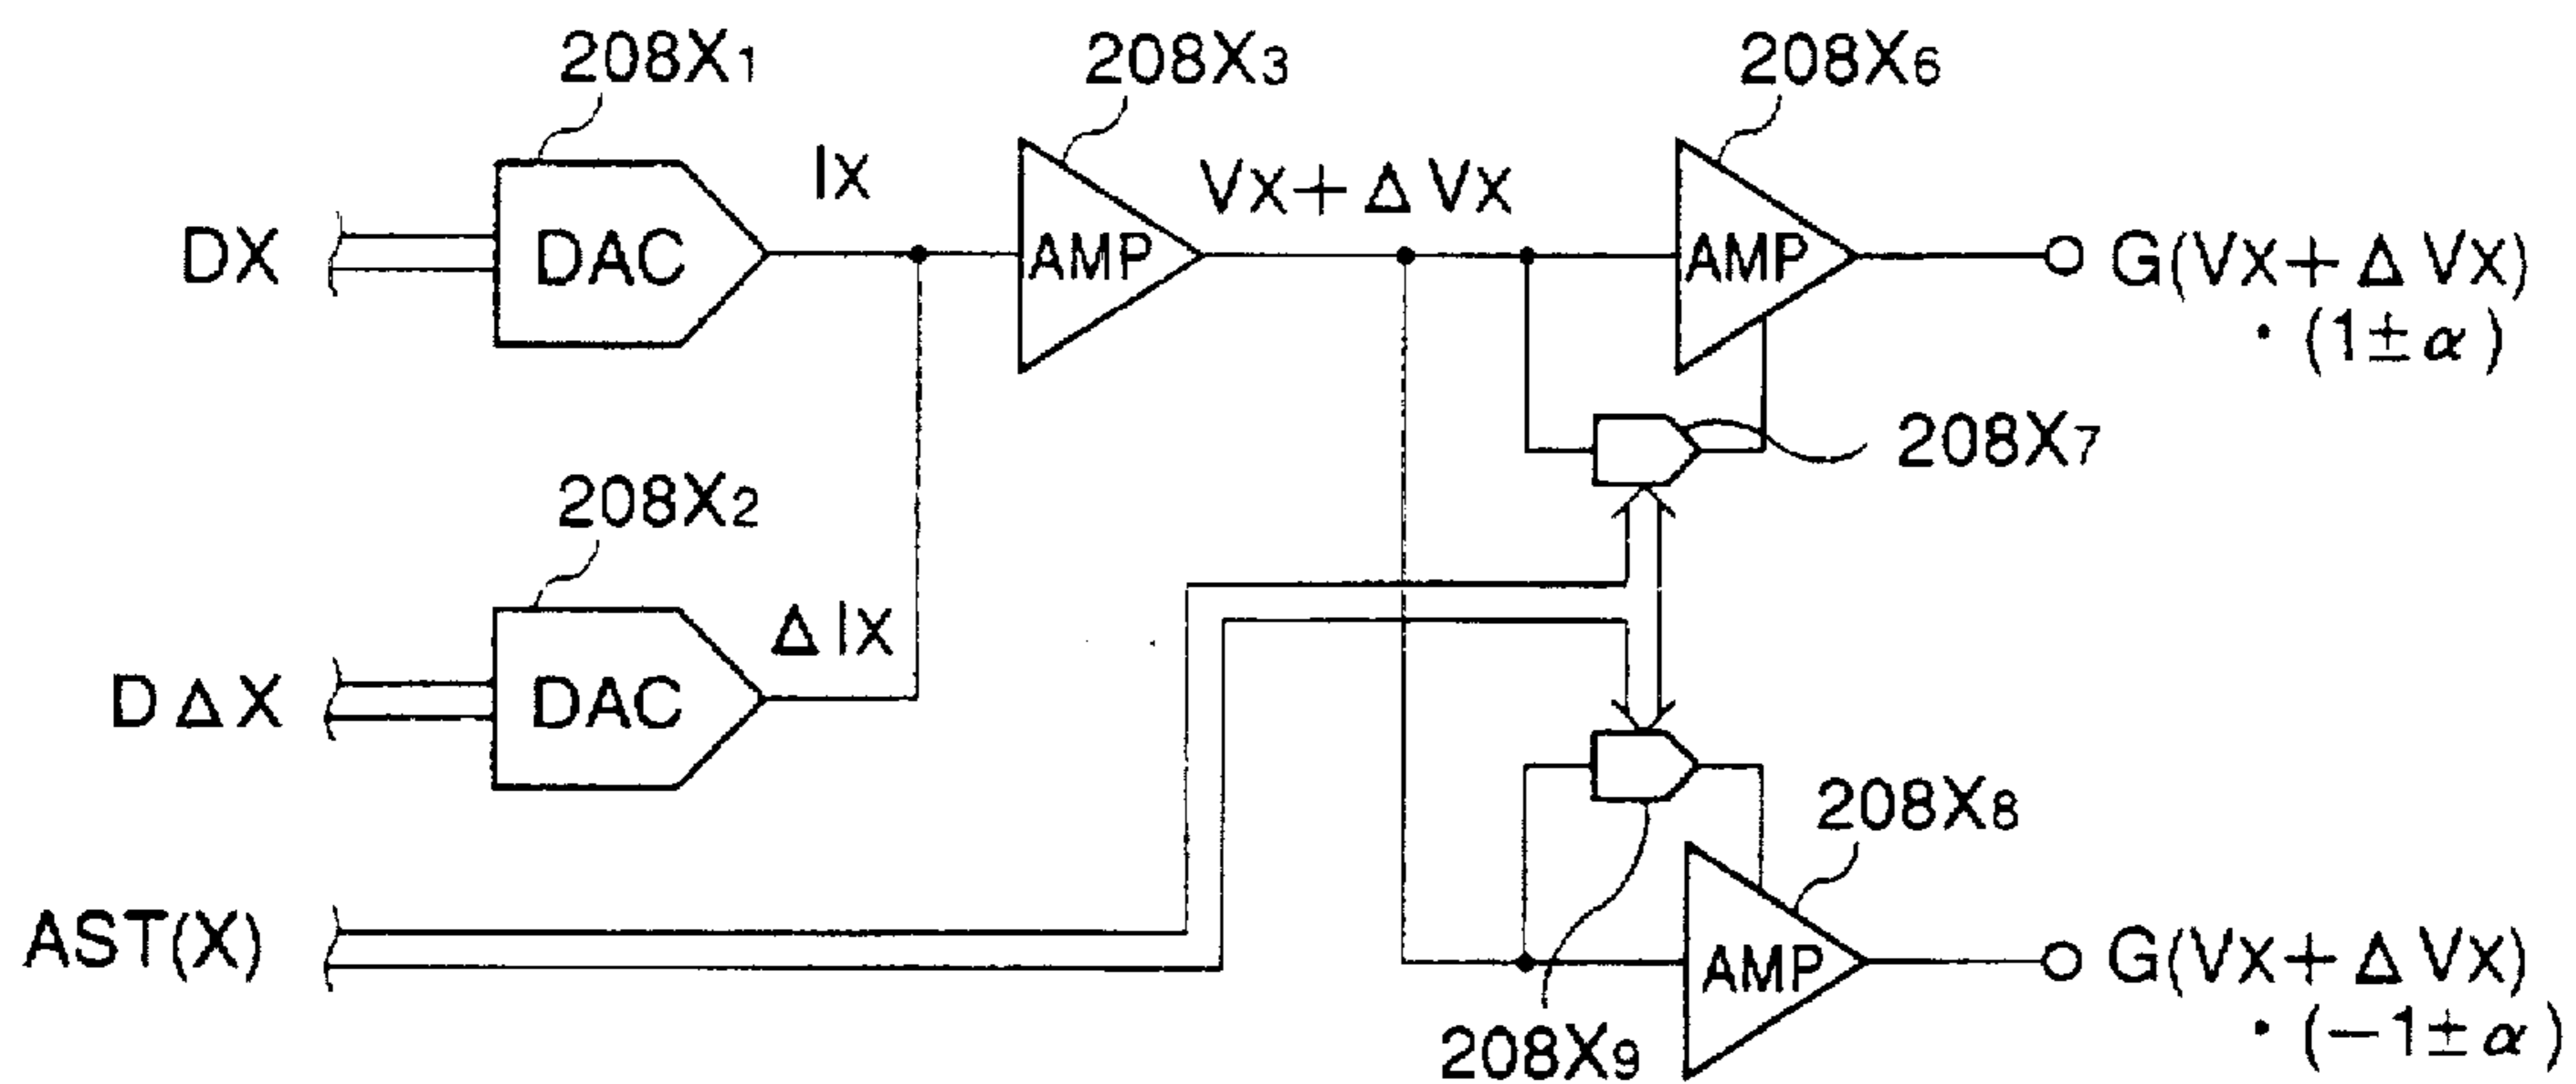 208X1
208X3
208X6
IX
VX+ΔVX
DX
DAC
AMP
AMP
G(VX+ΔVX)
·(1±α)
208X7
208X2
ΔIX
DΔX
DAC
208X8
AST(X)
AMP
G(VX+ΔVX)
·(−1±α)
208X9